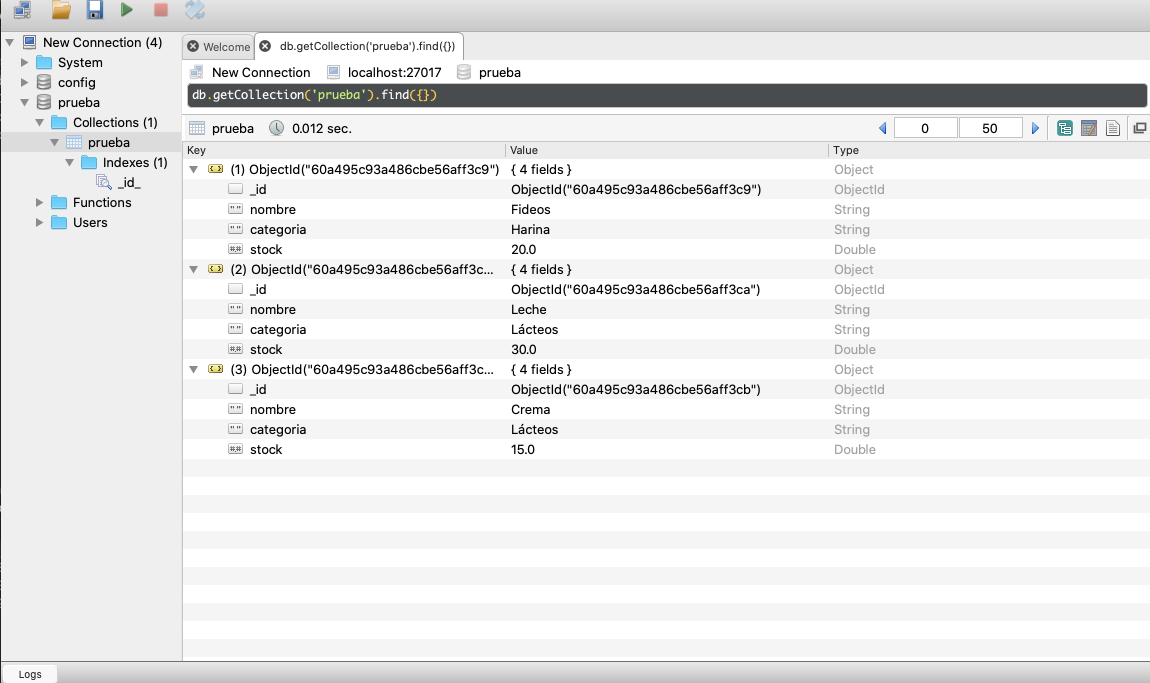 New Connection (4)
System
config
prueba
Collections (1)
prueba
Indexes (1)
_id_
Functions
Users
Welcome
db.getCollection('prueba').find({})
New Connection localhost:27017 prueba
db.getCollection('prueba').find({})
prueba 0.012 sec. 0 50
Key Value Type
(1) ObjectId("60a495c93a486cbe56aff3c9") { 4 fields } Object
_id ObjectId("60a495c93a486cbe56aff3c9") ObjectId
nombre Fideos String
categoria Harina String
stock 20.0 Double
(2) ObjectId("60a495c93a486cbe56aff3c... { 4 fields } Object
_id ObjectId("60a495c93a486cbe56aff3ca") ObjectId
nombre Leche String
categoria Lácteos String
stock 30.0 Double
(3) ObjectId("60a495c93a486cbe56aff3c... { 4 fields } Object
_id ObjectId("60a495c93a486cbe56aff3cb") ObjectId
nombre Crema String
categoria Lácteos String
stock 15.0 Double
Logs